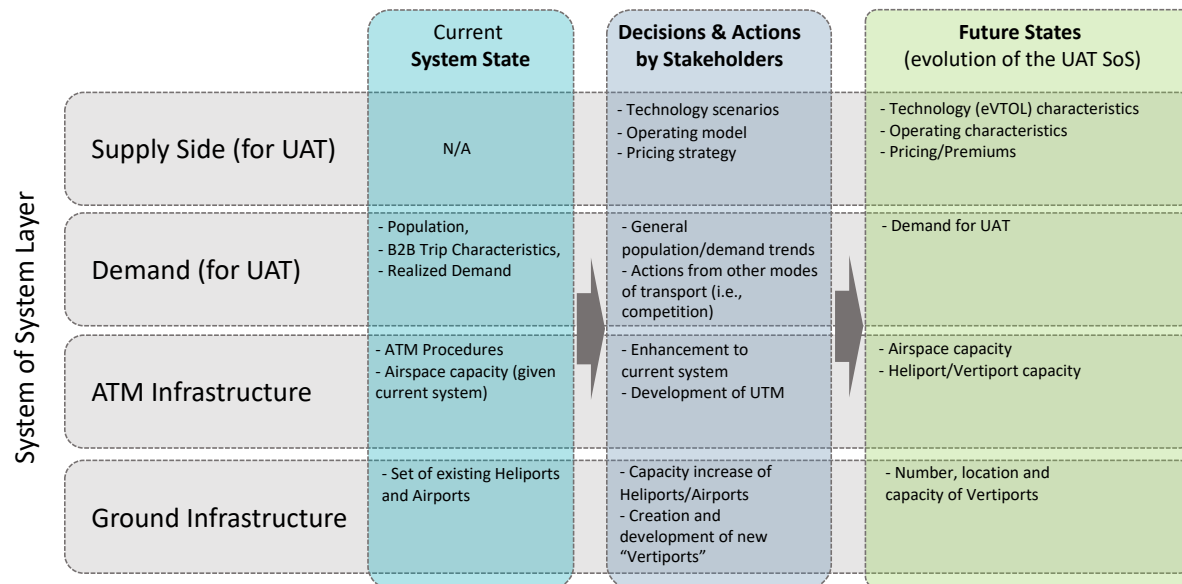 Current
System State
Decisions & Actions
by Stakeholders
Future States
(evolution of the UAT SoS)
System of System Layer
Supply Side (for UAT)
N/A
- Technology scenarios
- Operating model
- Pricing strategy
- Technology (eVTOL) characteristics
- Operating characteristics
- Pricing/Premiums
Demand (for UAT)
- Population,
- B2B Trip Characteristics,
- Realized Demand
- General
population/demand trends
- Actions from other modes
of transport (i.e.,
competition)
- Demand for UAT
ATM Infrastructure
- ATM Procedures
- Airspace capacity (given
current system)
- Enhancement to
current system
- Development of UTM
- Airspace capacity
- Heliport/Vertiport capacity
Ground Infrastructure
- Set of existing Heliports
and Airports
- Capacity increase of
Heliports/Airports
- Creation and
development of new
“Vertiports”
- Number, location and
capacity of Vertiports